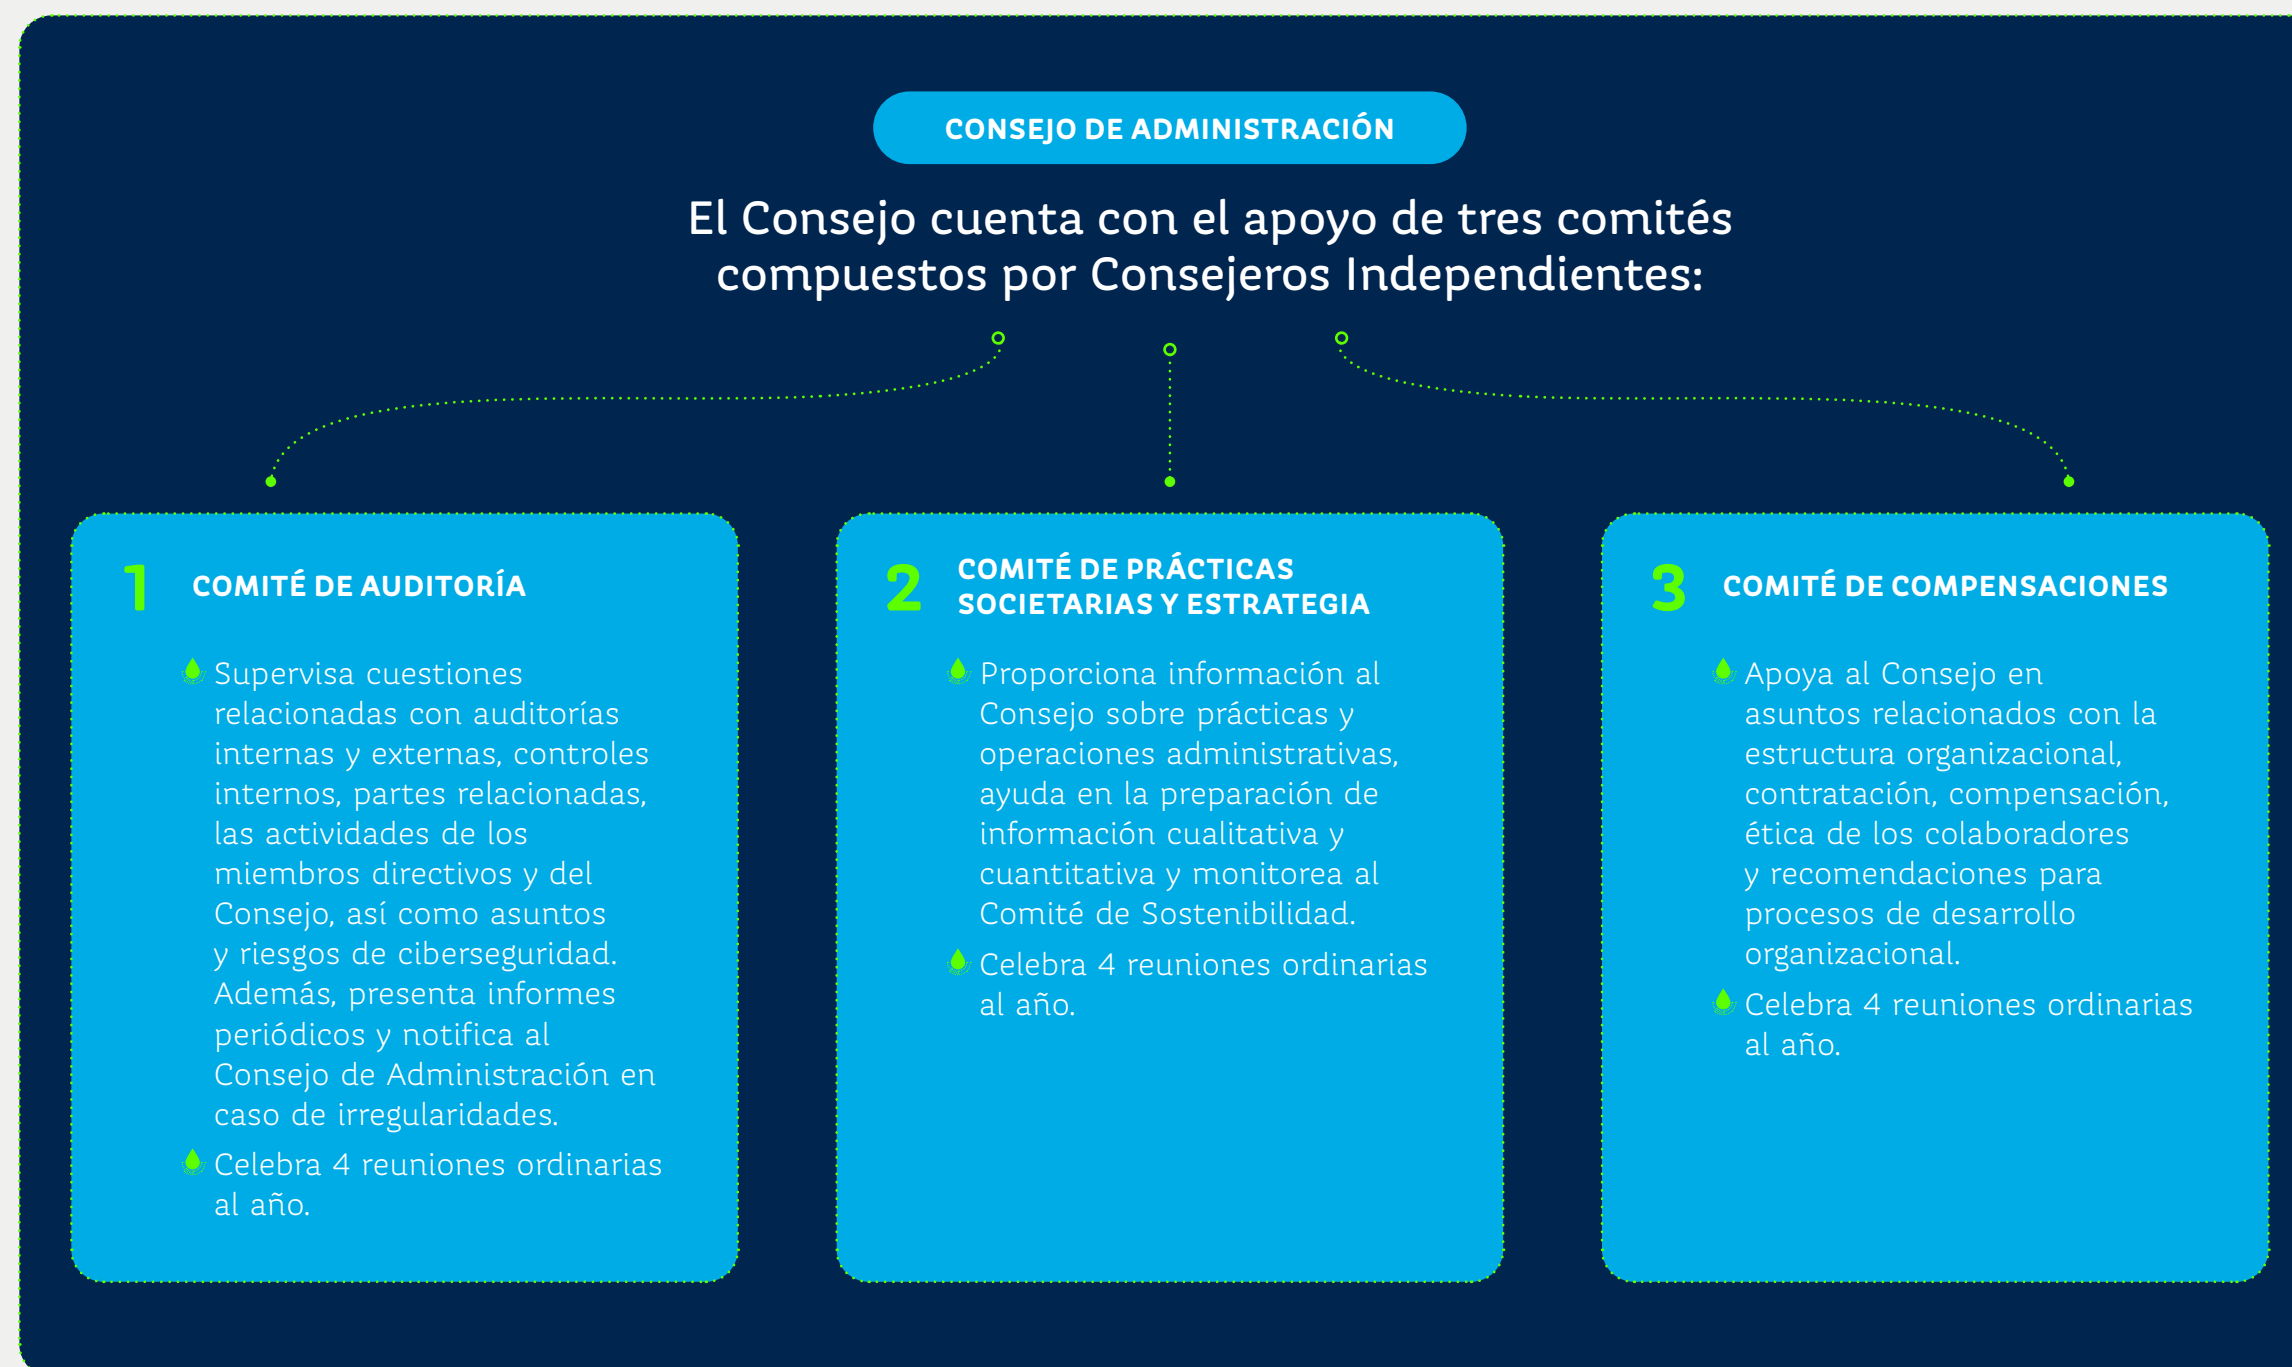 CONSEJO DE ADMINISTRACIÓN
El Consejo cuenta con el apoyo de tres comités
compuestos por Consejeros Independientes:
1
COMITÉ DE AUDITORÍA
Supervisa cuestiones
relacionadas con auditorías
internas y externas, controles
internos, partes relacionadas,
las actividades de los
miembros directivos y del
Consejo, así como asuntos
y riesgos de ciberseguridad.
Además, presenta informes
periódicos y notifica al
Consejo de Administración en
caso de irregularidades.
Celebra 4 reuniones ordinarias
al año.
2
COMITÉ DE PRÁCTICAS
SOCIETARIAS Y ESTRATEGIA
Proporciona información al
Consejo sobre prácticas y
operaciones administrativas,
ayuda en la preparación de
información cualitativa y
cuantitativa y monitorea al
Comité de Sostenibilidad.
Celebra 4 reuniones ordinarias
al año.
3
COMITÉ DE COMPENSACIONES
Apoya al Consejo en
asuntos relacionados con la
estructura organizacional,
contratación, compensación,
ética de los colaboradores
y recomendaciones para
procesos de desarrollo
organizacional.
Celebra 4 reuniones ordinarias
al año.